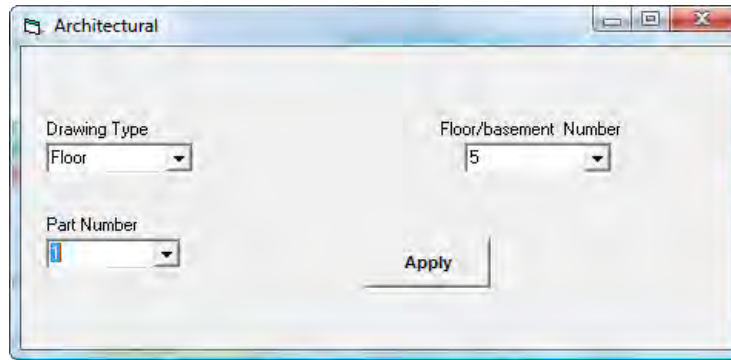 Architectural
Drawing Type
Floor/basement Number
Floor
5
Part Number
1
Apply